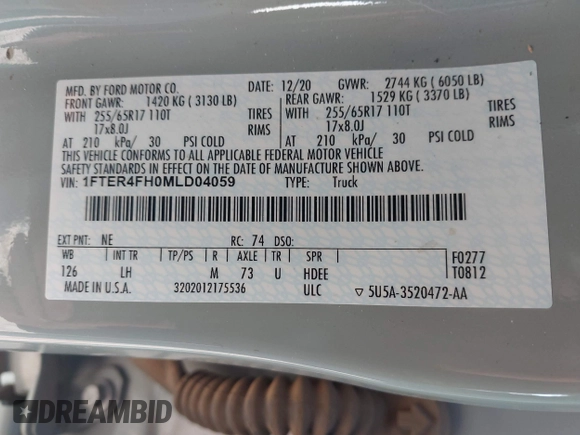 MFD. BY FORD MOTOR CO. DATE: 12/20 GVWR: 2744 KG ( 6050 LB)
FRONT GAWR: 1420 KG ( 3130 LB) REAR GAWR: 1529 KG ( 3370 LB)
WITH 255/65R17 110T TIRES WITH 255/65R17 110T TIRES
17x8.0J RIMS 17x8.0J RIMS
AT 210 kPa/ 30 PSI COLD AT 210 kPa/ 30 PSI COLD
THIS VEHICLE CONFORMS TO ALL APPLICABLE FEDERAL MOTOR VEHICLE
SAFETY STANDARDS IN EFFECT ON THE DATE OF MANUFACTURE SHOWN ABOVE.
VIN: 1FTER4FH0MLD04059 TYPE: Truck
EXT PNT: NE RC: 74 DSO:
WB INT TR TP/PS R AXLE TR SPR F0277
126 LH M 73 U HDEE T0812
MADE IN U.S.A. 3202012175536 ULC ▽ 5U5A-3520472-AA
DREAMBID